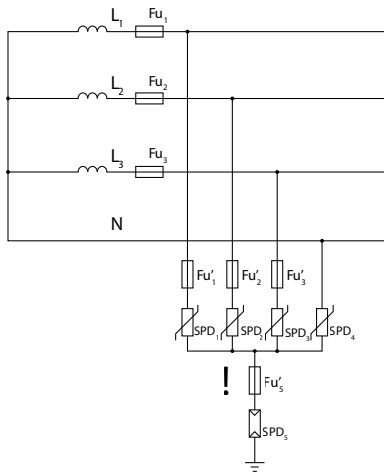 L₁ Fu₁
L₂ Fu₂
L₃ Fu₃
N
Fu'₁ Fu'₂ Fu'₃
SPD₁ SPD₂ SPD₃ SPD₄
! Fu'₅
SPD₅